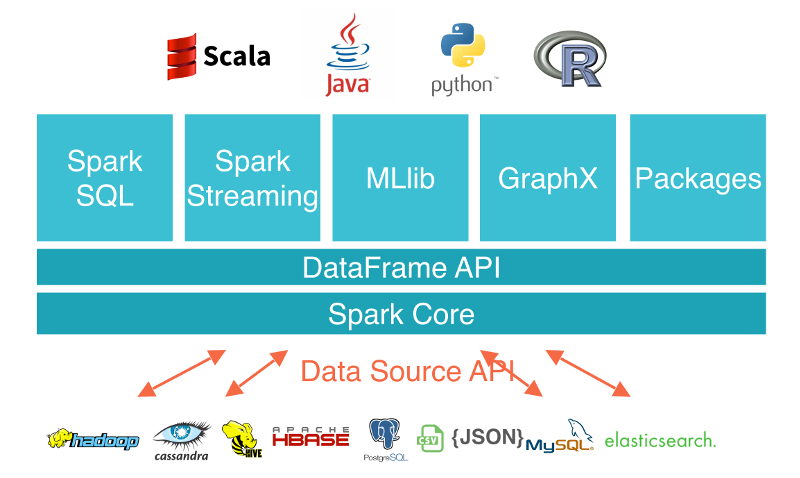 Scala
Java
python™
R
Spark
SQL
Spark
Streaming
MLlib
GraphX
Packages
DataFrame API
Spark Core
Data Source API
hadoop
cassandra
HIVE
APACHE
HBASE
PostgreSQL
CSV
{JSON}
MySQL®
elasticsearch.